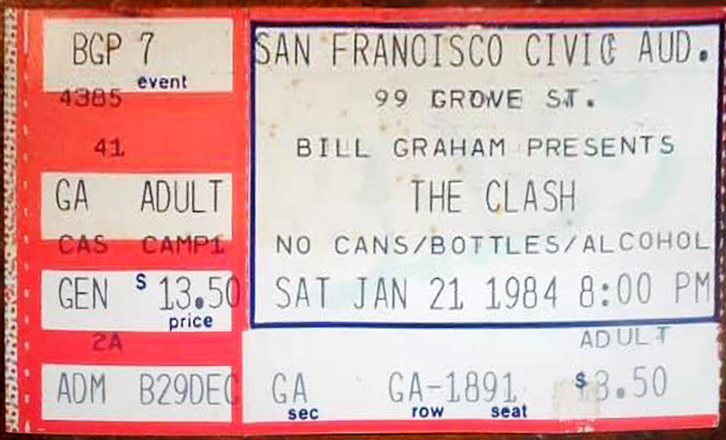 BGP 7
event
4385
41
GA ADULT
CAS CAMP1
GEN $ 13.50
price
2A
ADM B29DEC
SAN FRANCISCO CIVIC AUD.
99 GROVE ST.
BILL GRAHAM PRESENTS
THE CLASH
NO CANS/BOTTLES/ALCOHOL
SAT JAN 21 1984 8:00 PM
ADULT
GA GA-1891 $3.50
sec row seat